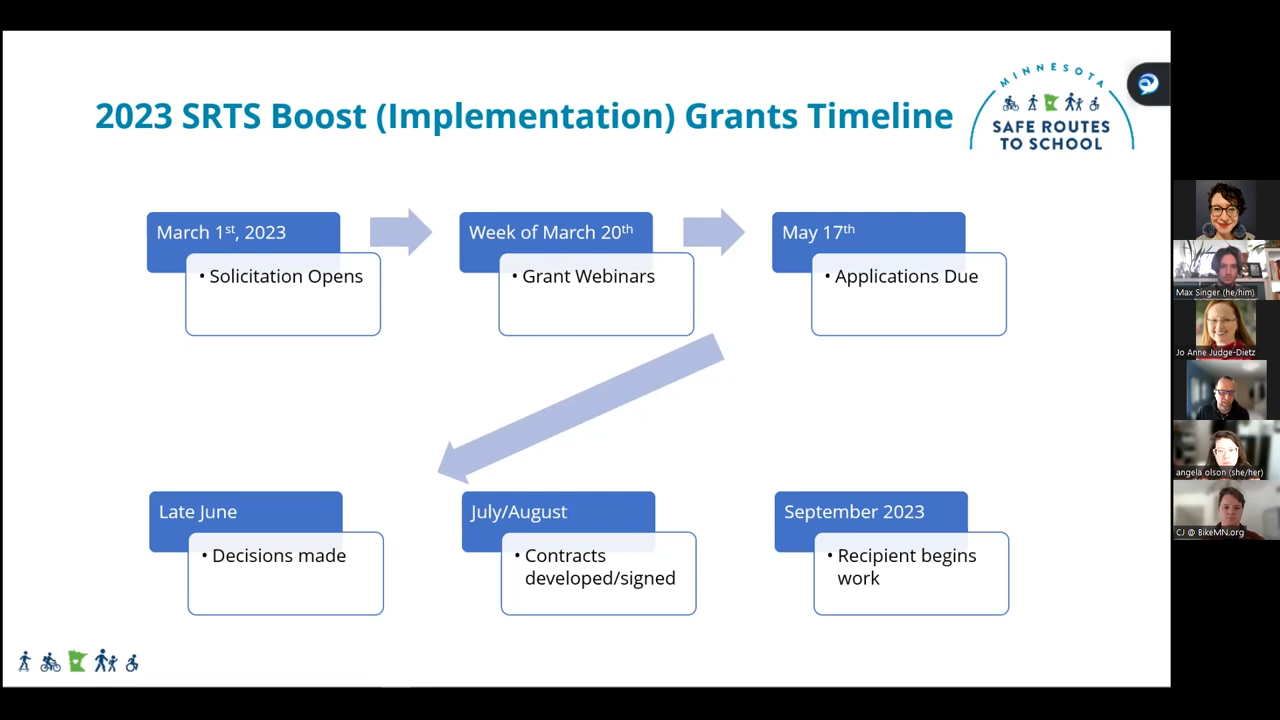 2023 SRTS Boost (Implementation) Grants Timeline
MINNESOTA
SAFE ROUTES
TO SCHOOL
March 1st, 2023
• Solicitation Opens
Week of March 20th
• Grant Webinars
May 17th
• Applications Due
Late June
• Decisions made
July/August
• Contracts
developed/signed
September 2023
• Recipient begins
work
Max Singer (he/him)
Jo Anne Judge-Dietz
angela olson (she/her)
CJ @ BikeMN.org